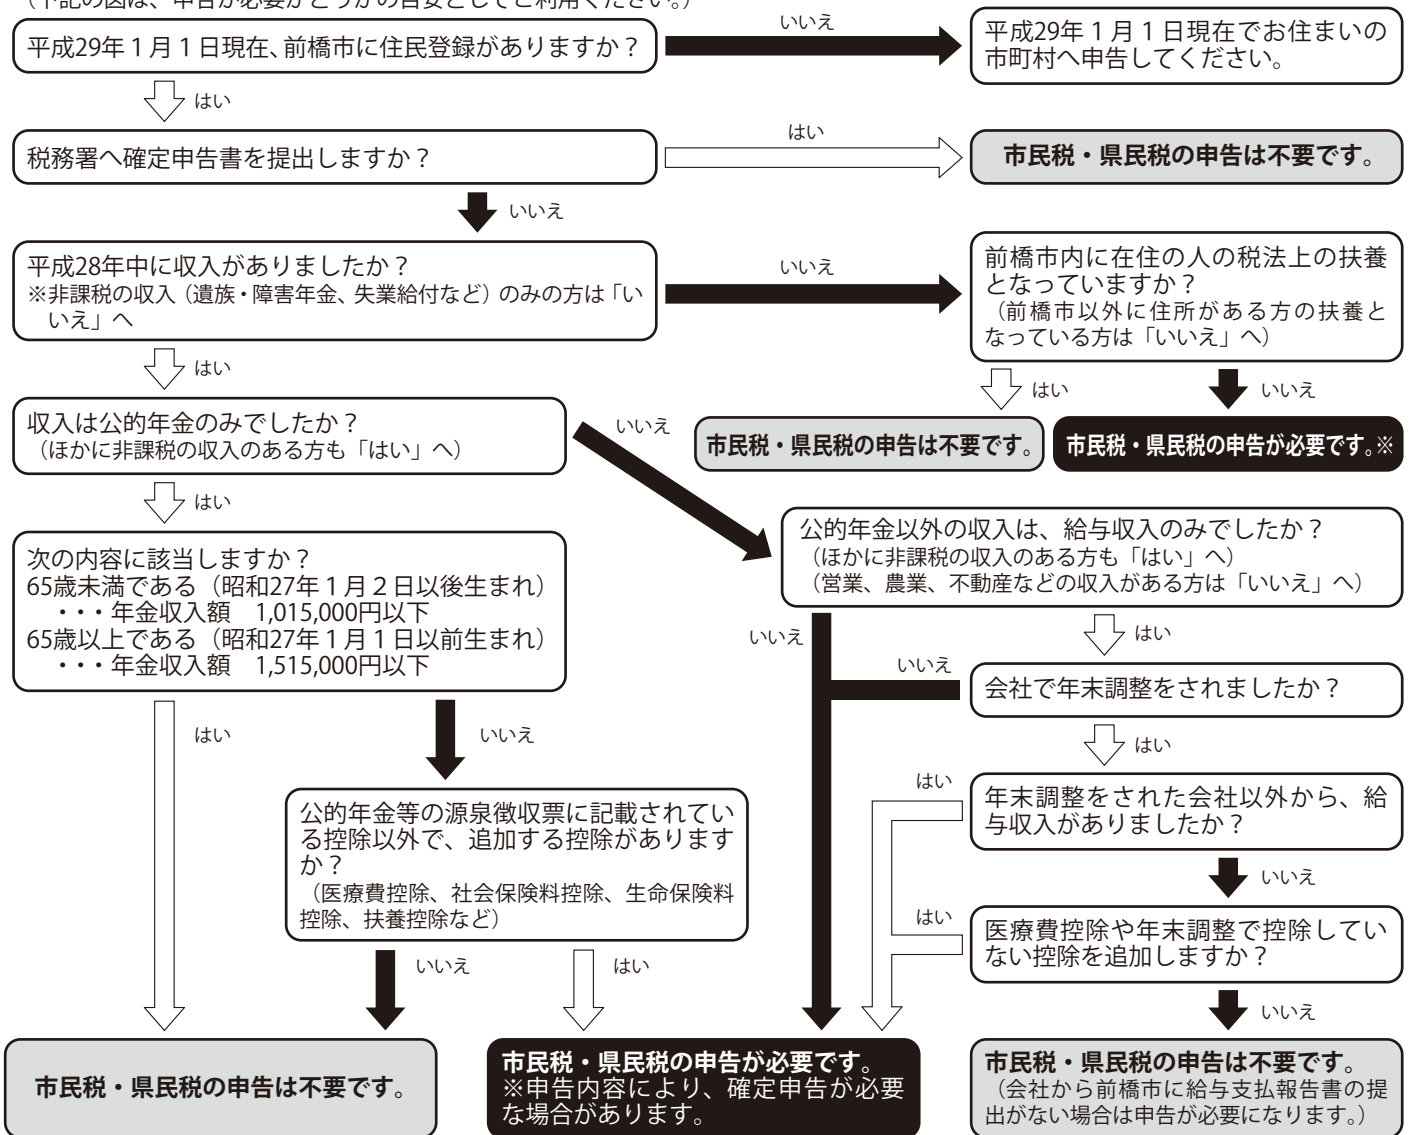 （下記の図は、申告が必要かどうかの目安としてご利用ください。）
平成29年１月１日現在、前橋市に住民登録がありますか？
いいえ
平成29年１月１日現在でお住まいの
市町村へ申告してください。
はい
税務署へ確定申告書を提出しますか？
はい
市民税・県民税の申告は不要です。
いいえ
平成28年中に収入がありましたか？
※非課税の収入（遺族・障害年金、失業給付など）のみの方は「い
いえ」へ
いいえ
前橋市内に在住の人の税法上の扶養
となっていますか？
（前橋市以外に住所がある方の扶養と
なっている方は「いいえ」へ）
はい
はい
いいえ
収入は公的年金のみでしたか？
（ほかに非課税の収入のある方も「はい」へ）
いいえ
市民税・県民税の申告は不要です。
市民税・県民税の申告が必要です。※
はい
次の内容に該当しますか？
65歳未満である（昭和27年１月２日以後生まれ）
・・・年金収入額　1,015,000円以下
65歳以上である（昭和27年１月１日以前生まれ）
・・・年金収入額　1,515,000円以下
公的年金以外の収入は、給与収入のみでしたか？
（ほかに非課税の収入のある方も「はい」へ）
（営業、農業、不動産などの収入がある方は「いいえ」へ）
いいえ
はい
いいえ
会社で年末調整をされましたか？
はい
いいえ
はい
はい
年末調整をされた会社以外から、給
与収入がありましたか？
いいえ
公的年金等の源泉徴収票に記載されてい
る控除以外で、追加する控除があります
か？
（医療費控除、社会保険料控除、生命保険料
控除、扶養控除など）
はい
医療費控除や年末調整で控除してい
ない控除を追加しますか？
いいえ
はい
いいえ
市民税・県民税の申告は不要です。
市民税・県民税の申告が必要です。
※申告内容により、確定申告が必要
な場合があります。
市民税・県民税の申告は不要です。
（会社から前橋市に給与支払報告書の提
出がない場合は申告が必要になります。）